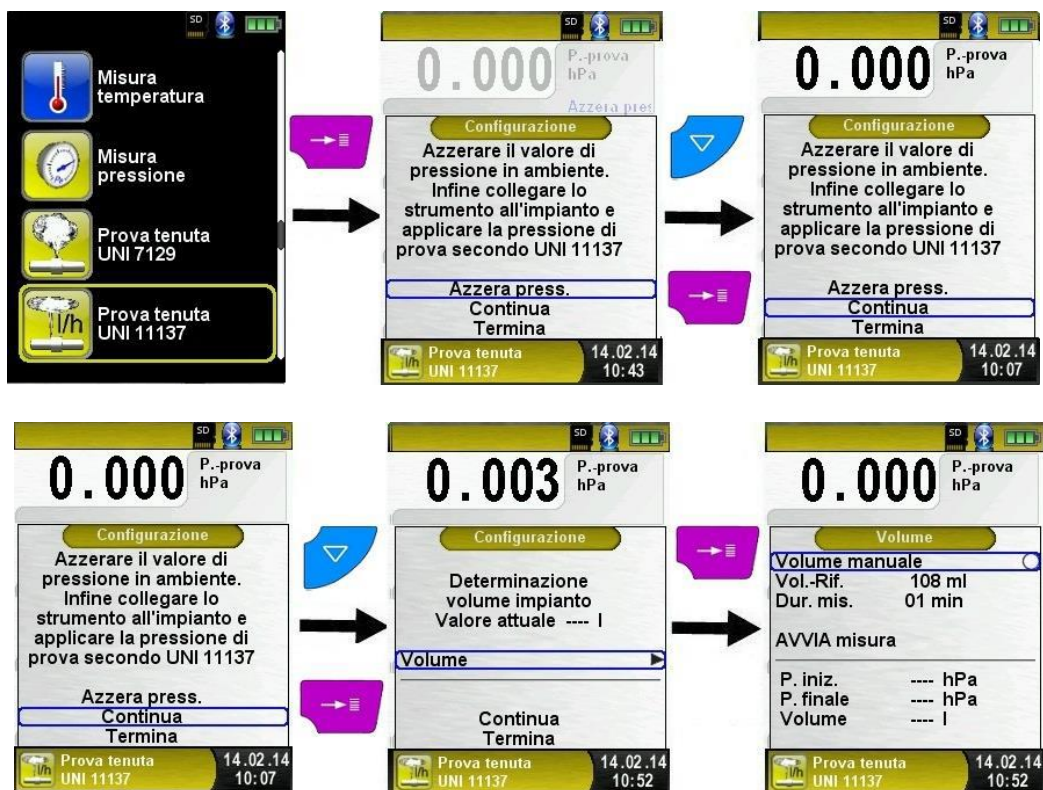 SD
Misura
temperatura
Misura
pressione
Prova tenuta
UNI 7129
l/h
Prova tenuta
UNI 11137
SD
0.000 P.-prova
hPa
Azzera pres
Configurazione
Azzerare il valore di
pressione in ambiente.
Infine collegare lo
strumento all'impianto e
applicare la pressione di
prova secondo UNI 11137
Azzera press.
Continua
Termina
l/h
Prova tenuta
UNI 11137
14.02.14
10:43
SD
0.000 P.-prova
hPa
Configurazione
Azzerare il valore di
pressione in ambiente.
Infine collegare lo
strumento all'impianto e
applicare la pressione di
prova secondo UNI 11137
Azzera press.
Continua
Termina
l/h
Prova tenuta
UNI 11137
14.02.14
10:07
SD
0.000 P.-prova
hPa
Configurazione
Azzerare il valore di
pressione in ambiente.
Infine collegare lo
strumento all'impianto e
applicare la pressione di
prova secondo UNI 11137
Azzera press.
Continua
Termina
l/h
Prova tenuta
UNI 11137
14.02.14
10:07
SD
0.003 P.-prova
hPa
Configurazione
Determinazione
volume impianto
Valore attuale ---- l
Volume
Continua
Termina
l/h
Prova tenuta
UNI 11137
14.02.14
10:52
SD
0.000 P.-prova
hPa
Volume
Volume manuale
Vol.-Rif. 108 ml
Dur. mis. 01 min
AVVIA misura
P. iniz. ---- hPa
P. finale ---- hPa
Volume ---- l
l/h
Prova tenuta
UNI 11137
14.02.14
10:52